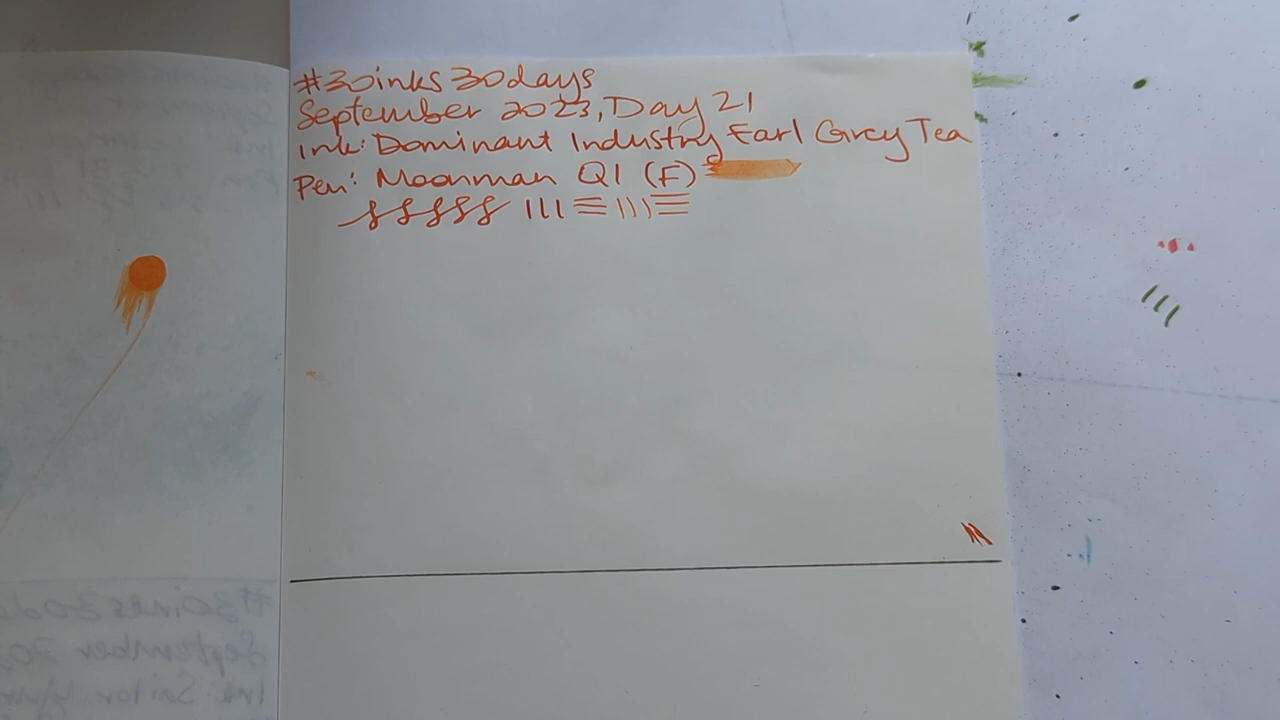 #30inks30days
September 2023, Day 21
Ink: Dominant Industry Earl Grey Tea
Pen: Moonman Q1 (F)